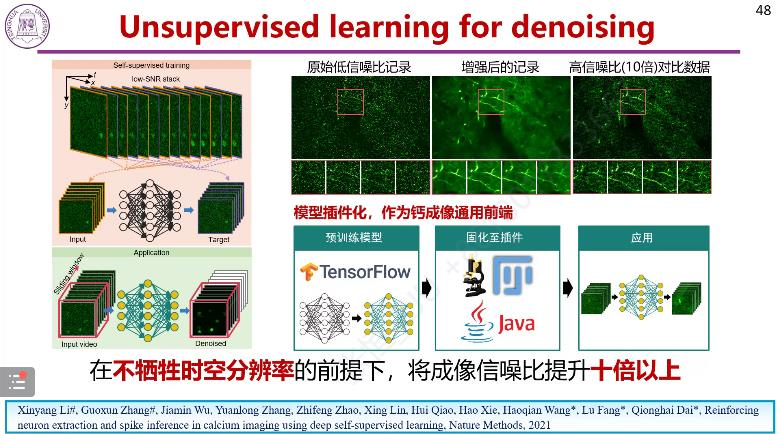 48
Unsupervised learning for denoising
Self-supervised training
low-SNR stack
t
x
y
Input
Target
Application
Sliding window
Input video
Denoised
原始低信噪比记录
增强后的记录
高信噪比(10倍)对比数据
模型插件化，作为钙成像通用前端
预训练模型
固化至插件
应用
TensorFlow
Java
在不牺牲时空分辨率的前提下，将成像信噪比提升十倍以上
Xinyang Li#, Guoxun Zhang#, Jiamin Wu, Yuanlong Zhang, Zhifeng Zhao, Xing Lin, Hui Qiao, Hao Xie, Haoqian Wang*, Lu Fang*, Qionghai Dai*, Reinforcing
neuron extraction and spike inference in calcium imaging using deep self-supervised learning, Nature Methods, 2021